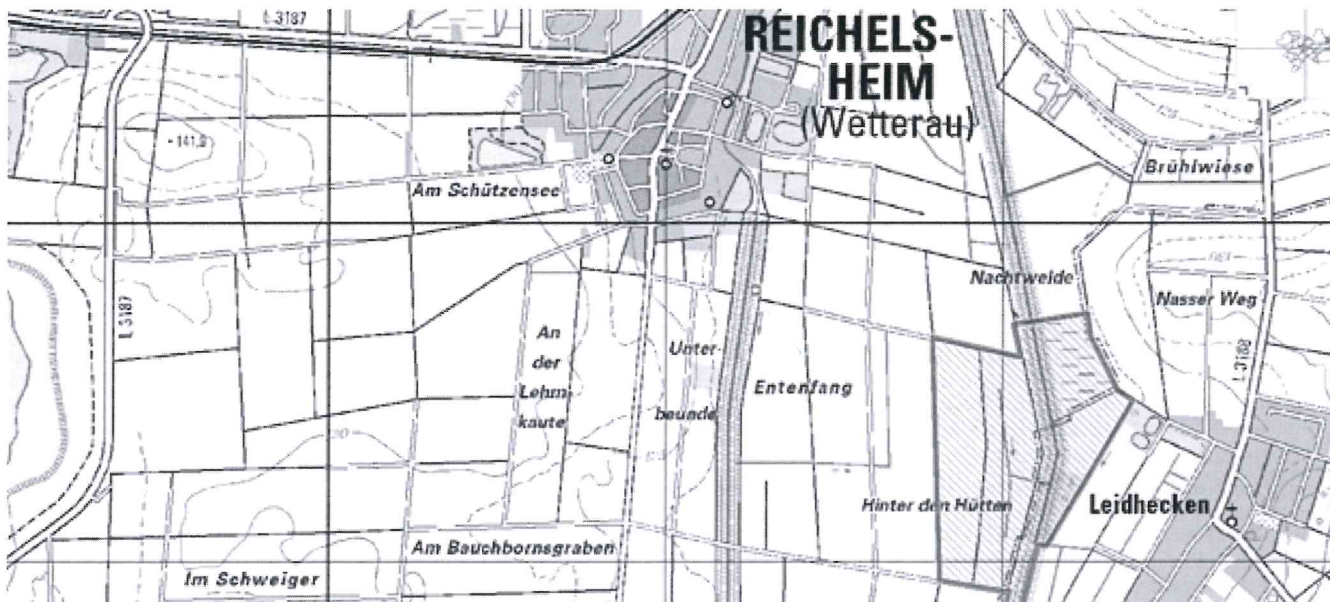 L 3187
REICHELS-
HEIM
(Wetterau)
141,9
Am Schützensee
Brühlwiese
L 3187
Nachtweide
Nasser Weg
L 3186
An
der
Lehm
kaute
Unter-
beunde
Entenfang
Hinter den Hütten
Leidhecken
Am Bauchbornsgraben
Im Schweiger